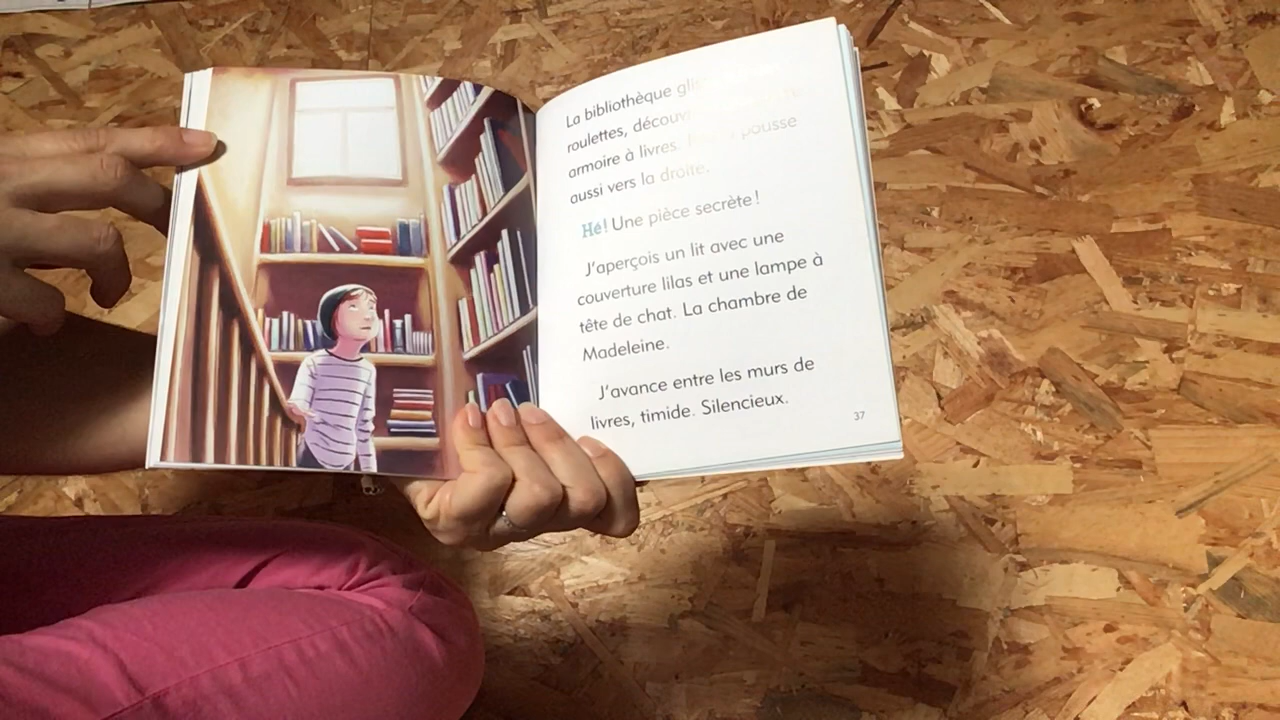 La bibliothèque
roulettes, découv
armoire à livres. pousse
aussi vers la droite.
Hé! Une pièce secrète!
J'aperçois un lit avec une
couverture lilas et une lampe à
tête de chat. La chambre de
Madeleine.
J'avance entre les murs de
livres, timide. Silencieux.
37